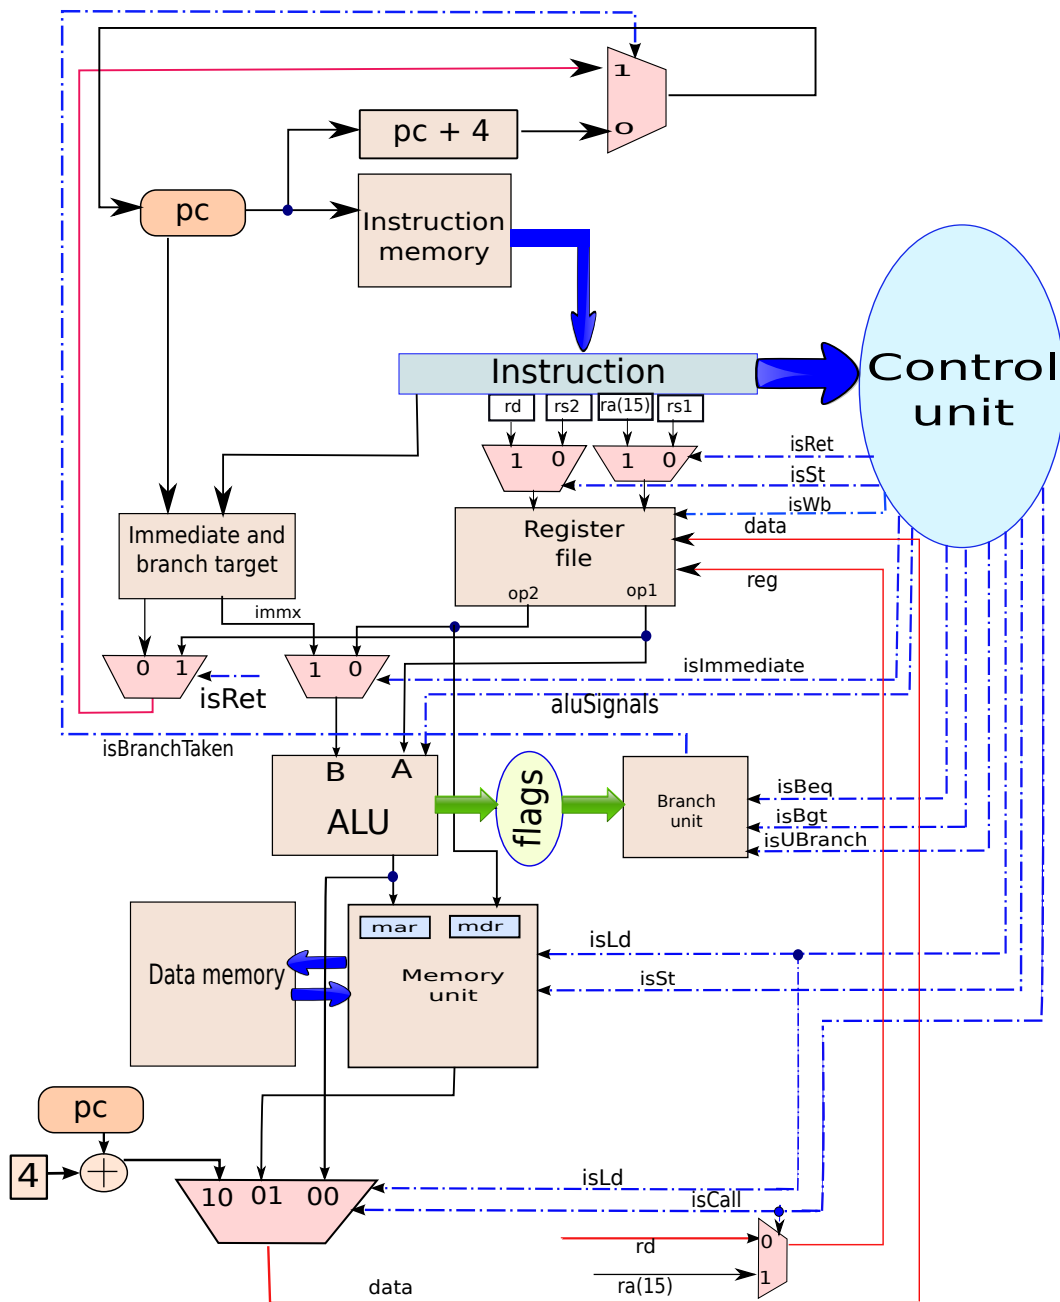 1
pc + 4
0
pc
Instruction
memory
Control
unit
Instruction
rd
rs2
ra(15)
rs1
1 0
1 0
isRet
isSt
isWb
data
reg
Immediate and
branch target
Register
file
op2
op1
immx
0 1
1 0
isRet
isImmediate
aluSignals
isBranchTaken
B A
ALU
flags
Branch
unit
isBeq
isBgt
isUBranch
mar
mdr
Data memory
Memory
unit
isLd
isSt
pc
4
10 01 00
isLd
isCall
rd
0
1
ra(15)
data